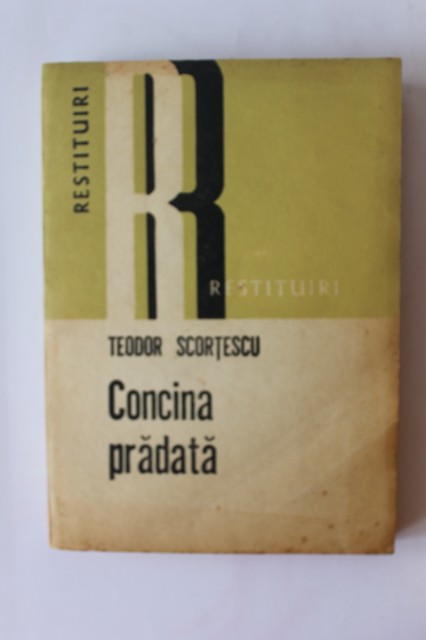 RESTITUIRI
R
RESTITUIRI
TEODOR SCORȚESCU
Concina
prădată